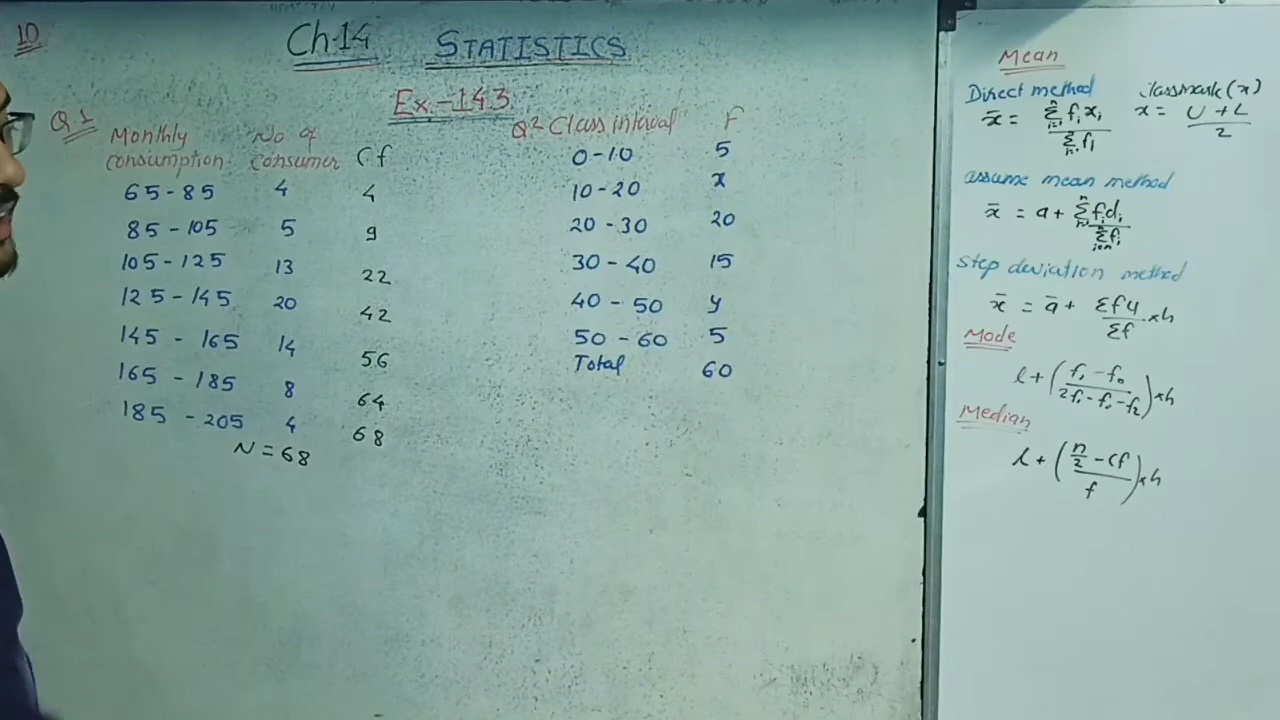 10
Ch.14 STATISTICS
Ex.-14.3
Q.1 Monthly consumption No of consumer Cf
65-85 4 4
85-105 5 9
105-125 13 22
125-145 20 42
145-165 14 56
165-185 8 64
185-205 4 68
N=68
Q2 Class interval F
0-10 5
10-20 x
20-30 20
30-40 15
40-50 y
50-60 5
Total 60
Mean
Direct method classmark(x)
x̄ = Σfᵢxᵢ / Σfᵢ x = U+L / 2
assume mean method
x̄ = a + Σfᵢdᵢ / Σfᵢ
Step deviation method
x̄ = ā + Σfu / Σf ×h
Mode
l+(f₁-f₀ / 2f₁-f₀-f₂)×h
Median
l+(n/2 -Cf / f)×h